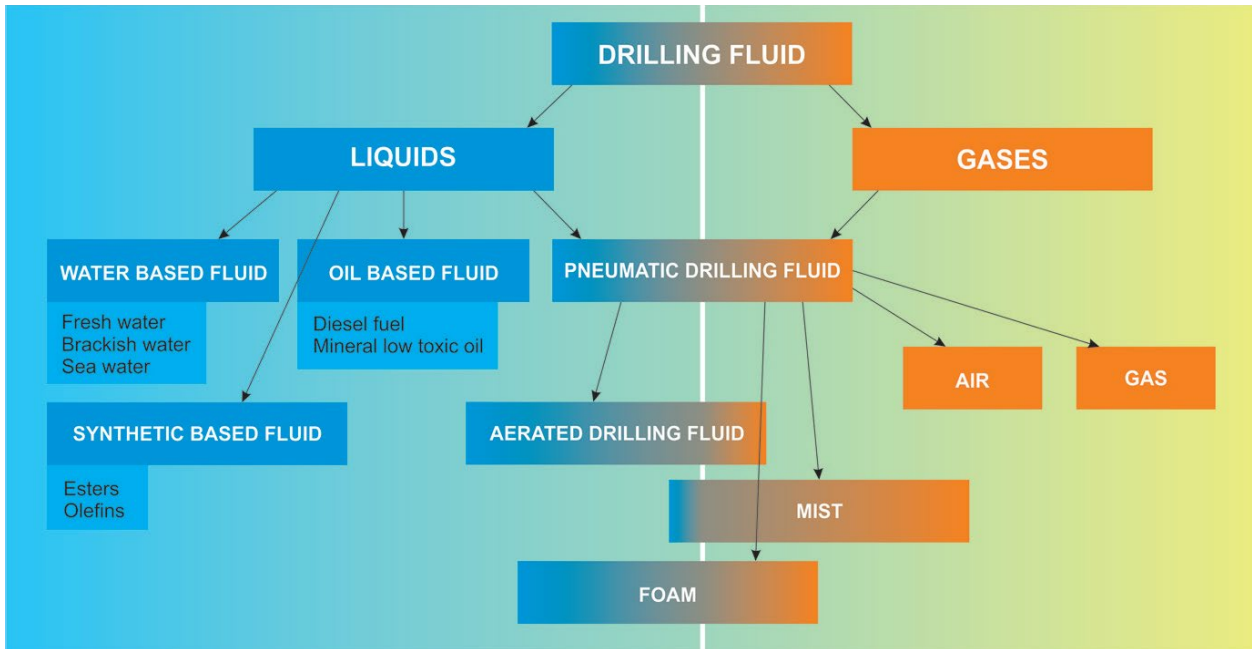 DRILLING FLUID
LIQUIDS
GASES
WATER BASED FLUID
Fresh water
Brackish water
Sea water
OIL BASED FLUID
Diesel fuel
Mineral low toxic oil
PNEUMATIC DRILLING FLUID
AIR
GAS
SYNTHETIC BASED FLUID
Esters
Olefins
AERATED DRILLING FLUID
MIST
FOAM